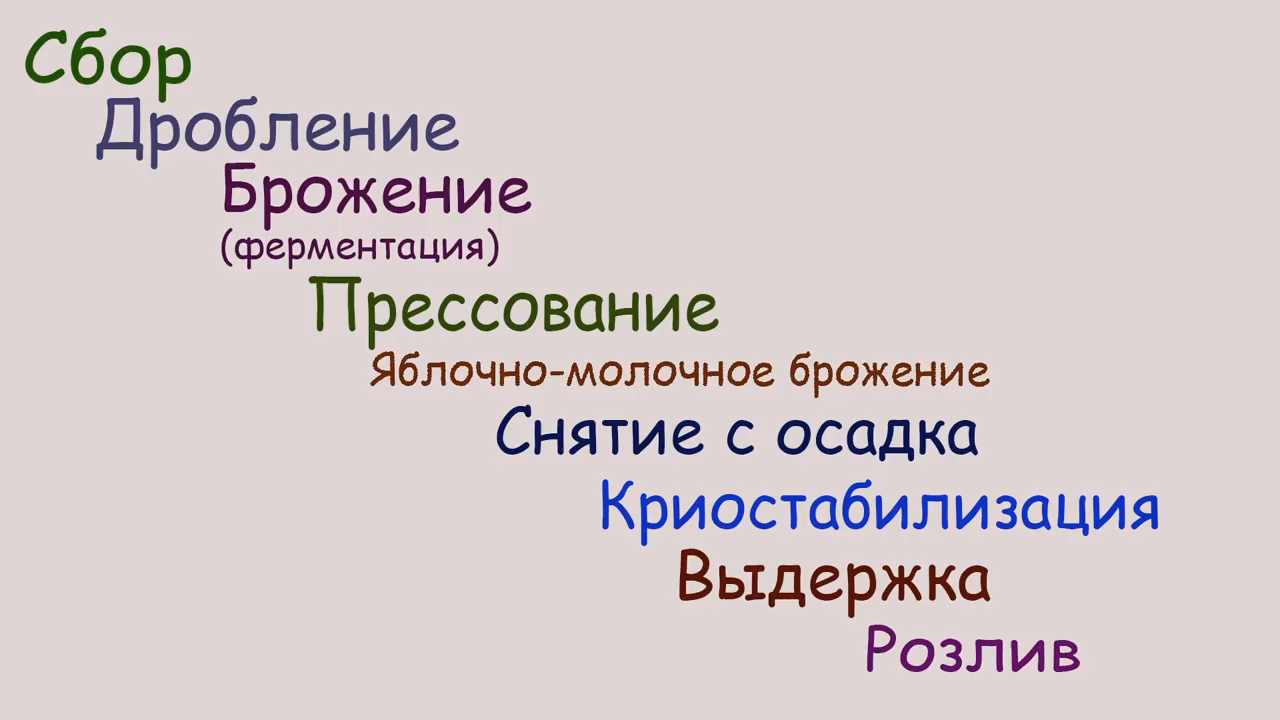 Сбор
Дробление
Брожение
(ферментация)
Прессование
Яблочно-молочное брожение
Снятие с осадка
Криостабилизация
Выдержка
Розлив